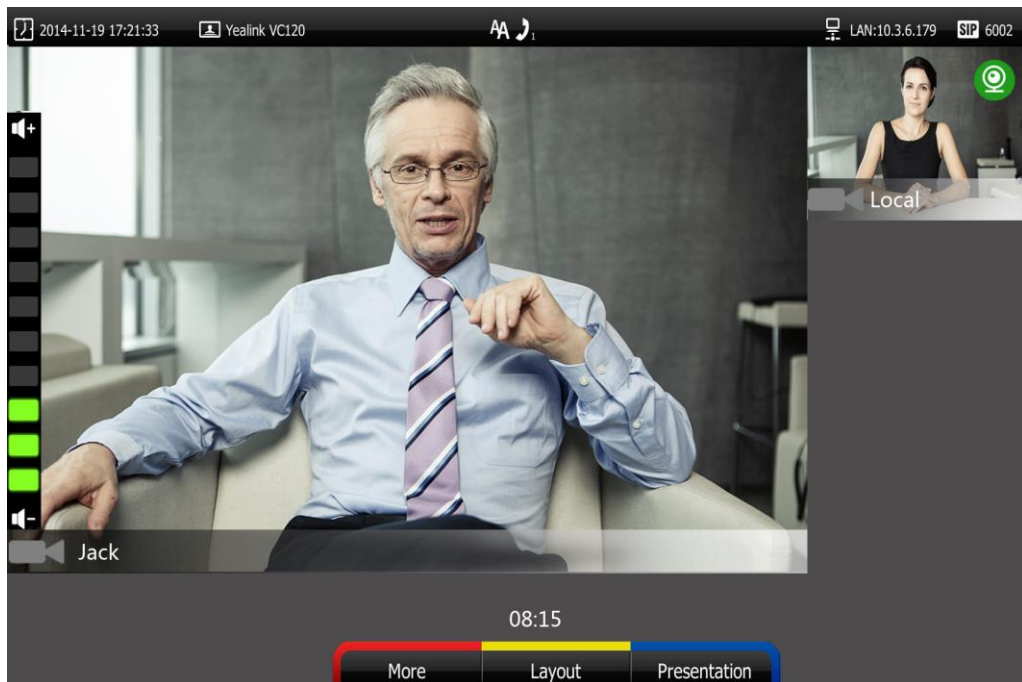 2014-11-19 17:21:33
Yealink VC120
AA 1
LAN:10.3.6.179
SIP 6002
Local
Jack
08:15
More
Layout
Presentation